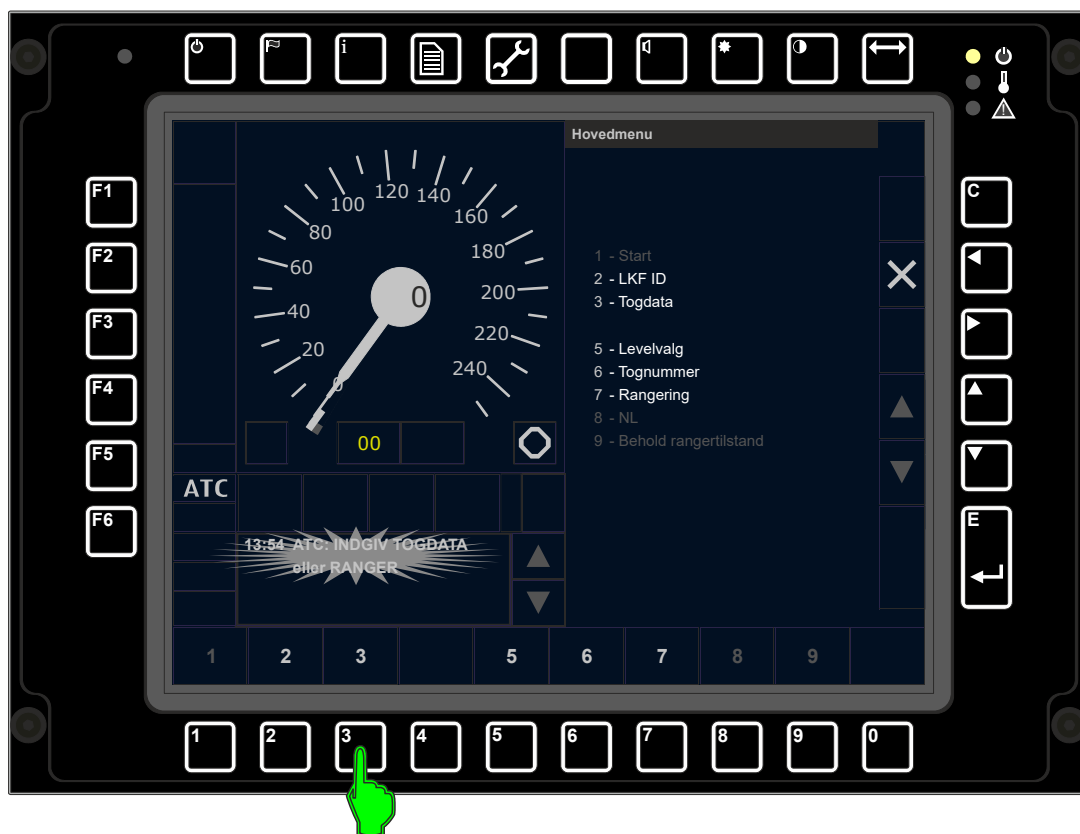 i
F1
F2
F3
F4
F5
F6
C
E
Hovedmenu
1 - Start
2 - LKF ID
3 - Togdata
5 - Levelvalg
6 - Tognummer
7 - Rangering
8 - NL
9 - Behold rangertilstand
0
20
40
60
80
100
120
140
160
180
200
220
240
0
00
ATC
13:54 ATC: INDGIV TOGDATA
eller RANGER
1 2 3 5 6 7 8 9
1 2 3 4 5 6 7 8 9 0